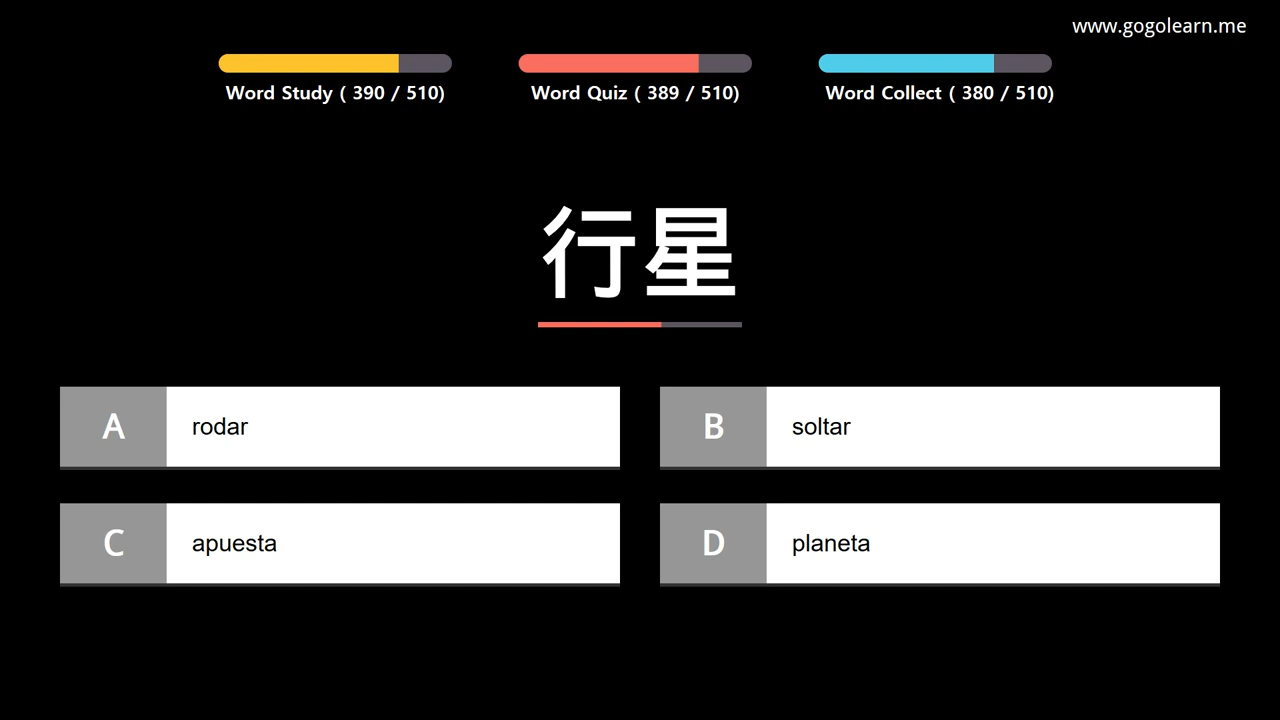 www.gogolearn.me
Word Study ( 390 / 510)
Word Quiz ( 389 / 510)
Word Collect ( 380 / 510)
行星
A rodar
B soltar
C apuesta
D planeta